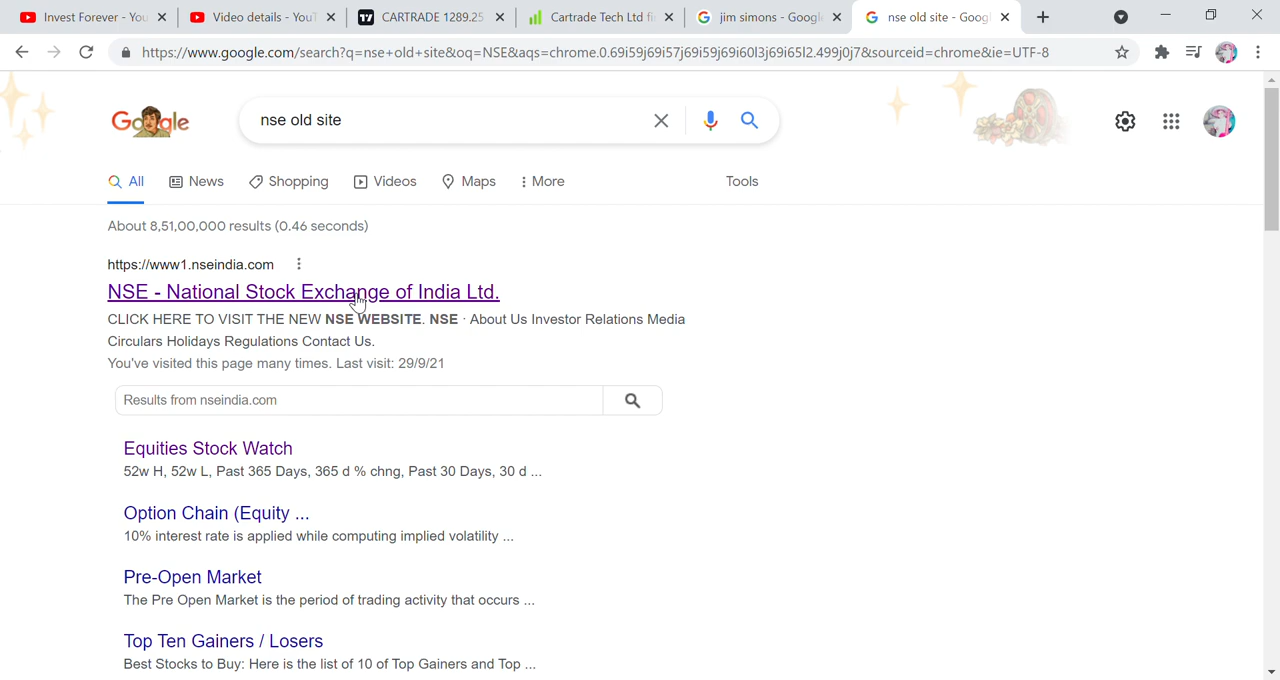 Invest Forever - You
Video details - YouT
CARTRADE 1289.25
Cartrade Tech Ltd fi
jim simons - Google
nse old site - Googl
https://www.google.com/search?q=nse+old+site&oq=NSE&aqs=chrome.0.69i59j69i57j69i59j69i60l3j69i65l2.499j0j7&sourceid=chrome&ie=UTF-8
Google
nse old site
All
News
Shopping
Videos
Maps
More
Tools
About 8,51,00,000 results (0.46 seconds)
https://www1.nseindia.com
NSE - National Stock Exchange of India Ltd.
CLICK HERE TO VISIT THE NEW NSE WEBSITE. NSE · About Us Investor Relations Media
Circulars Holidays Regulations Contact Us.
You've visited this page many times. Last visit: 29/9/21
Results from nseindia.com
Equities Stock Watch
52w H, 52w L, Past 365 Days, 365 d % chng, Past 30 Days, 30 d ...
Option Chain (Equity ...
10% interest rate is applied while computing implied volatility ...
Pre-Open Market
The Pre Open Market is the period of trading activity that occurs ...
Top Ten Gainers / Losers
Best Stocks to Buy: Here is the list of 10 of Top Gainers and Top ...